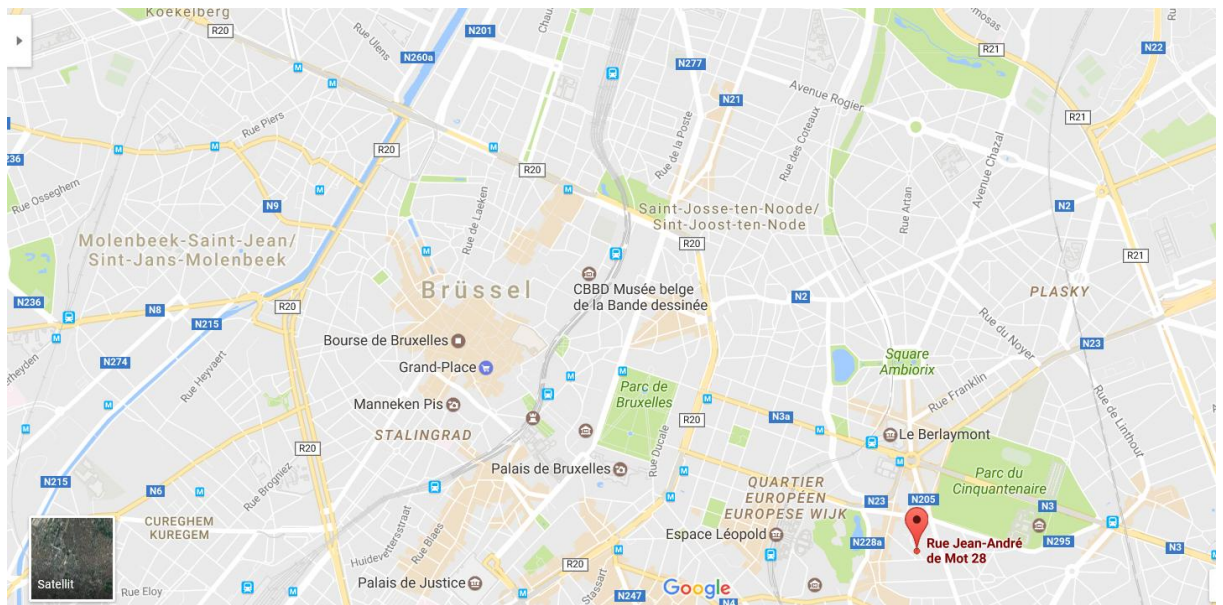 Koekelberg
R20
Rue Ulens
N201
N260a
Chau
N277
N21
Avenue Rogier
R21
N22
R21
Rue Piers
M
R20
R20
Rue de la Poste
Rue des Coteaux
Avenue Chazal
236
Rue Osseghem
N9
Rue de Laeken
Saint-Josse-ten-Noode/
Sint-Joost-ten-Node
Rue Artan
N2
Molenbeek-Saint-Jean/
Sint-Jans-Molenbeek
R20
R21
Brüssel
CBBD Musée belge
de la Bande dessinée
N2
PLASKY
N236
N8
N215
R20
Rue du Noyer
N23
Bourse de Bruxelles
Grand-Place
N274
Rue Heyvaert
Square
Ambiorix
Parc de
Bruxelles
Rue Franklin
Manneken Pis
STALINGRAD
R20
N3a
Le Berlaymont
Rue de Linthout
R20
Rue Ducale
Palais de Bruxelles
Parc du
Cinquantenaire
N215
N6
Rue Brogniez
QUARTIER
EUROPÉEN
EUROPESE WIJK
N23
N205
N3
CUREGHEM
KUREGEM
Huidevettersstraat
Rue Blaes
Espace Léopold
N228a
Rue Jean-André
de Mot 28
N295
N3
Satellit
Rue Eloy
Palais de Justice
Stassart
N247
Google
N4